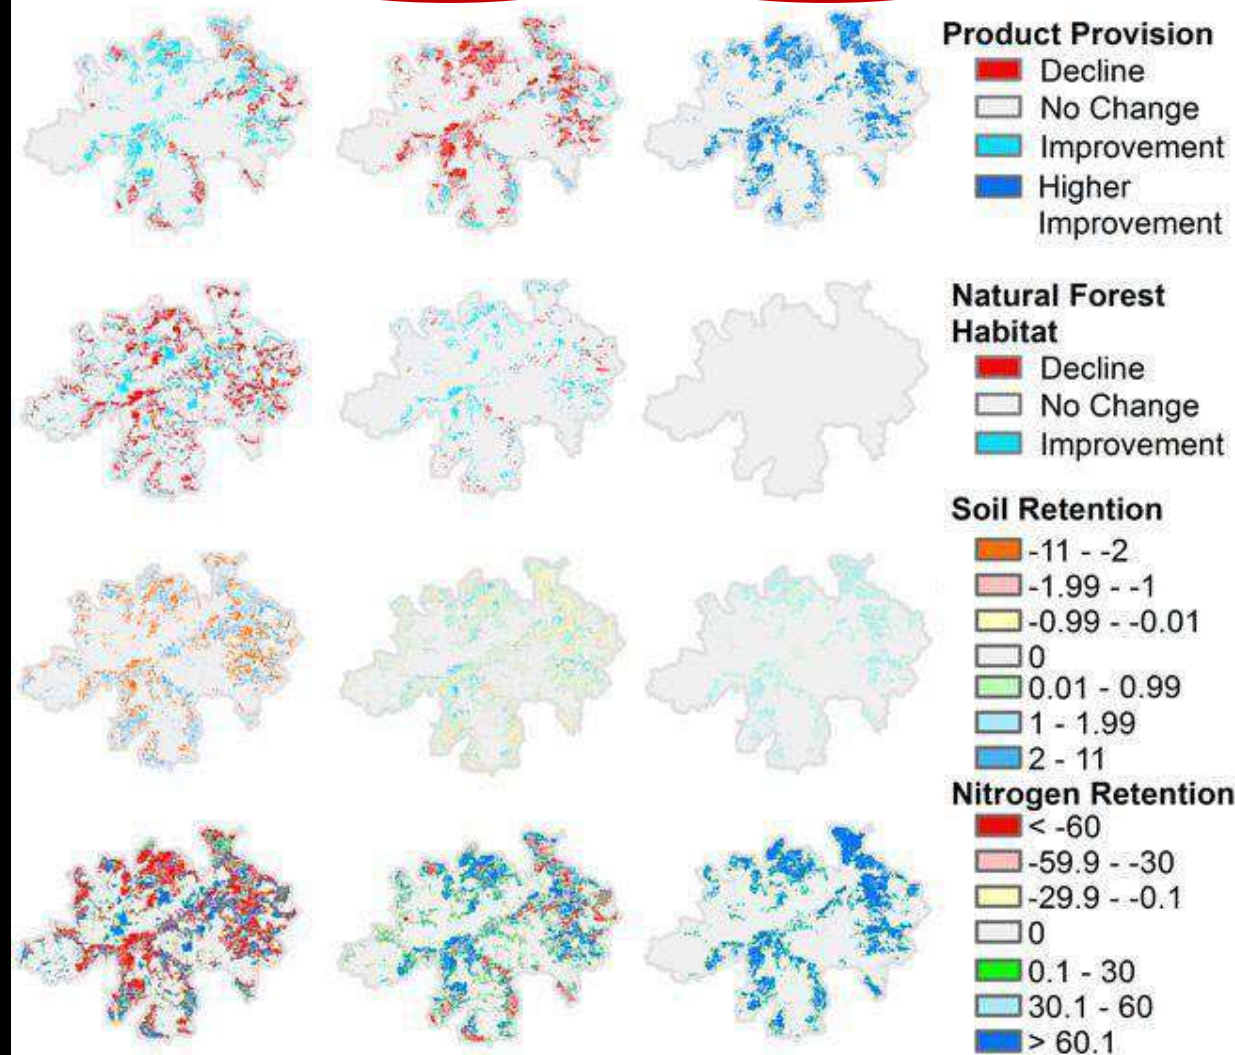 Product Provision
Decline
No Change
Improvement
Higher
Improvement
Natural Forest
Habitat
Decline
No Change
Improvement
Soil Retention
-11 - -2
-1.99 - -1
-0.99 - -0.01
0
0.01 - 0.99
1 - 1.99
2 - 11
Nitrogen Retention
< -60
-59.9 - -30
-29.9 - -0.1
0
0.1 - 30
30.1 - 60
> 60.1